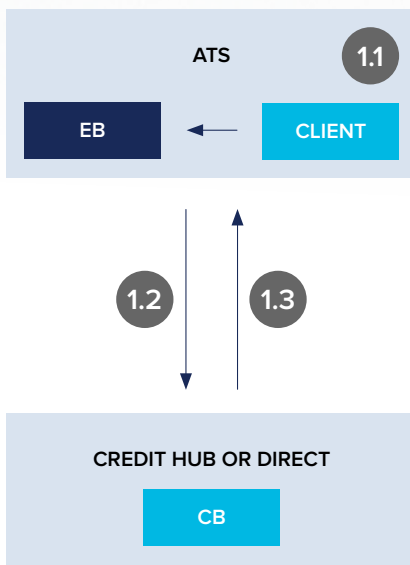 ATS
1.1
EB
CLIENT
1.2
1.3
CREDIT HUB OR DIRECT
CB